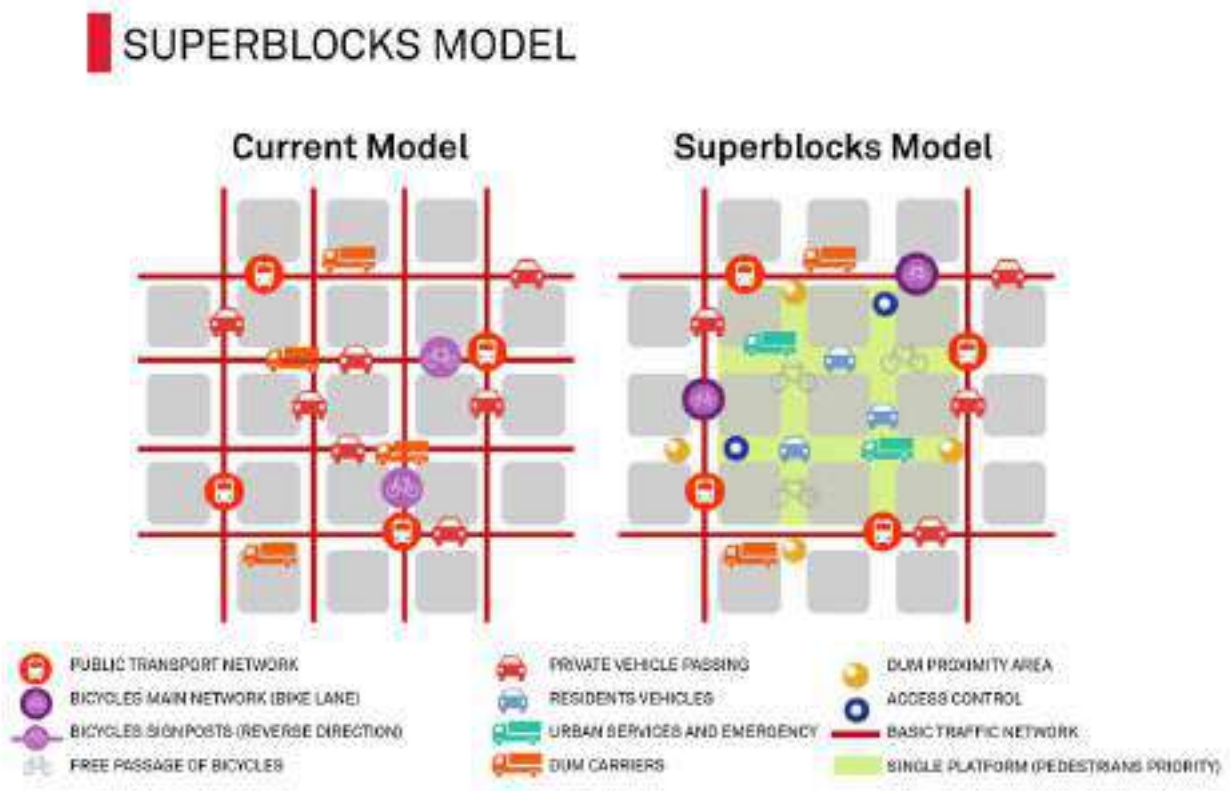 SUPERBLOCKS MODEL
Current Model
Superblocks Model
PUBLIC TRANSPORT NETWORK
BICYCLES MAIN NETWORK (BIKE LANE)
BICYCLES SIGNPOSTS (REVERSE DIRECTION)
FREE PASSAGE OF BICYCLES
PRIVATE VEHICLE PASSING
RESIDENTS VEHICLES
URBAN SERVICES AND EMERGENCY
DUM CARRIERS
DUM PROXIMITY AREA
ACCESS CONTROL
BASIC TRAFFIC NETWORK
SINGLE PLATFORM (PEDESTRIANS PRIORITY)